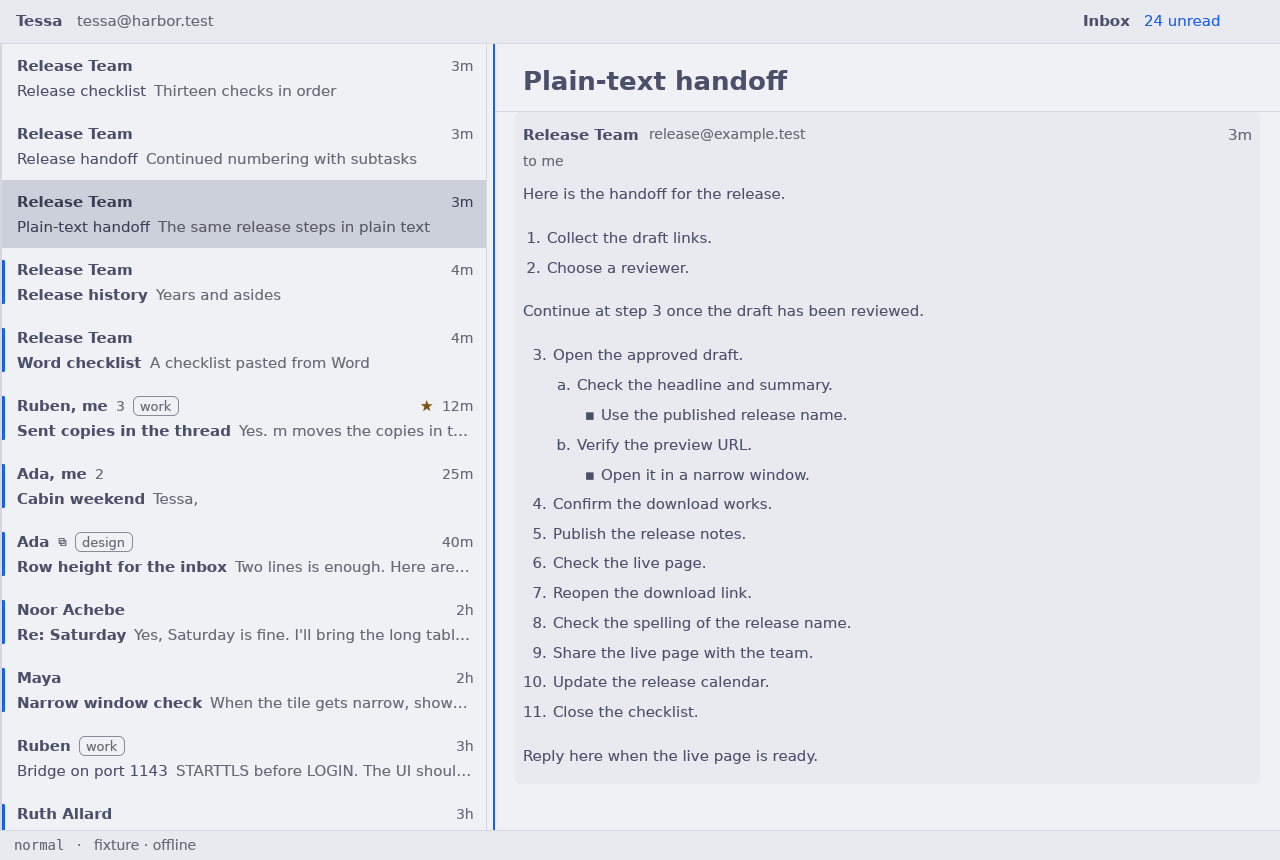 Tessa tessa@harbor.test
Inbox 24 unread
Release Team 3m
Release checklist Thirteen checks in order
Release Team 3m
Release handoff Continued numbering with subtasks
Release Team 3m
Plain-text handoff The same release steps in plain text
Release Team 4m
Release history Years and asides
Release Team 4m
Word checklist A checklist pasted from Word
Ruben, me 3 work ★ 12m
Sent copies in the thread Yes. m moves the copies in t…
Ada, me 2 25m
Cabin weekend Tessa,
Ada design 40m
Row height for the inbox Two lines is enough. Here are…
Noor Achebe 2h
Re: Saturday Yes, Saturday is fine. I'll bring the long tabl…
Maya 2h
Narrow window check When the tile gets narrow, show…
Ruben work 3h
Bridge on port 1143 STARTTLS before LOGIN. The UI shoul…
Ruth Allard 3h
Plain-text handoff
Release Team release@example.test 3m
to me
Here is the handoff for the release.
1. Collect the draft links.
2. Choose a reviewer.
Continue at step 3 once the draft has been reviewed.
3. Open the approved draft.
a. Check the headline and summary.
▪ Use the published release name.
b. Verify the preview URL.
▪ Open it in a narrow window.
4. Confirm the download works.
5. Publish the release notes.
6. Check the live page.
7. Reopen the download link.
8. Check the spelling of the release name.
9. Share the live page with the team.
10. Update the release calendar.
11. Close the checklist.
Reply here when the live page is ready.
normal · fixture · offline